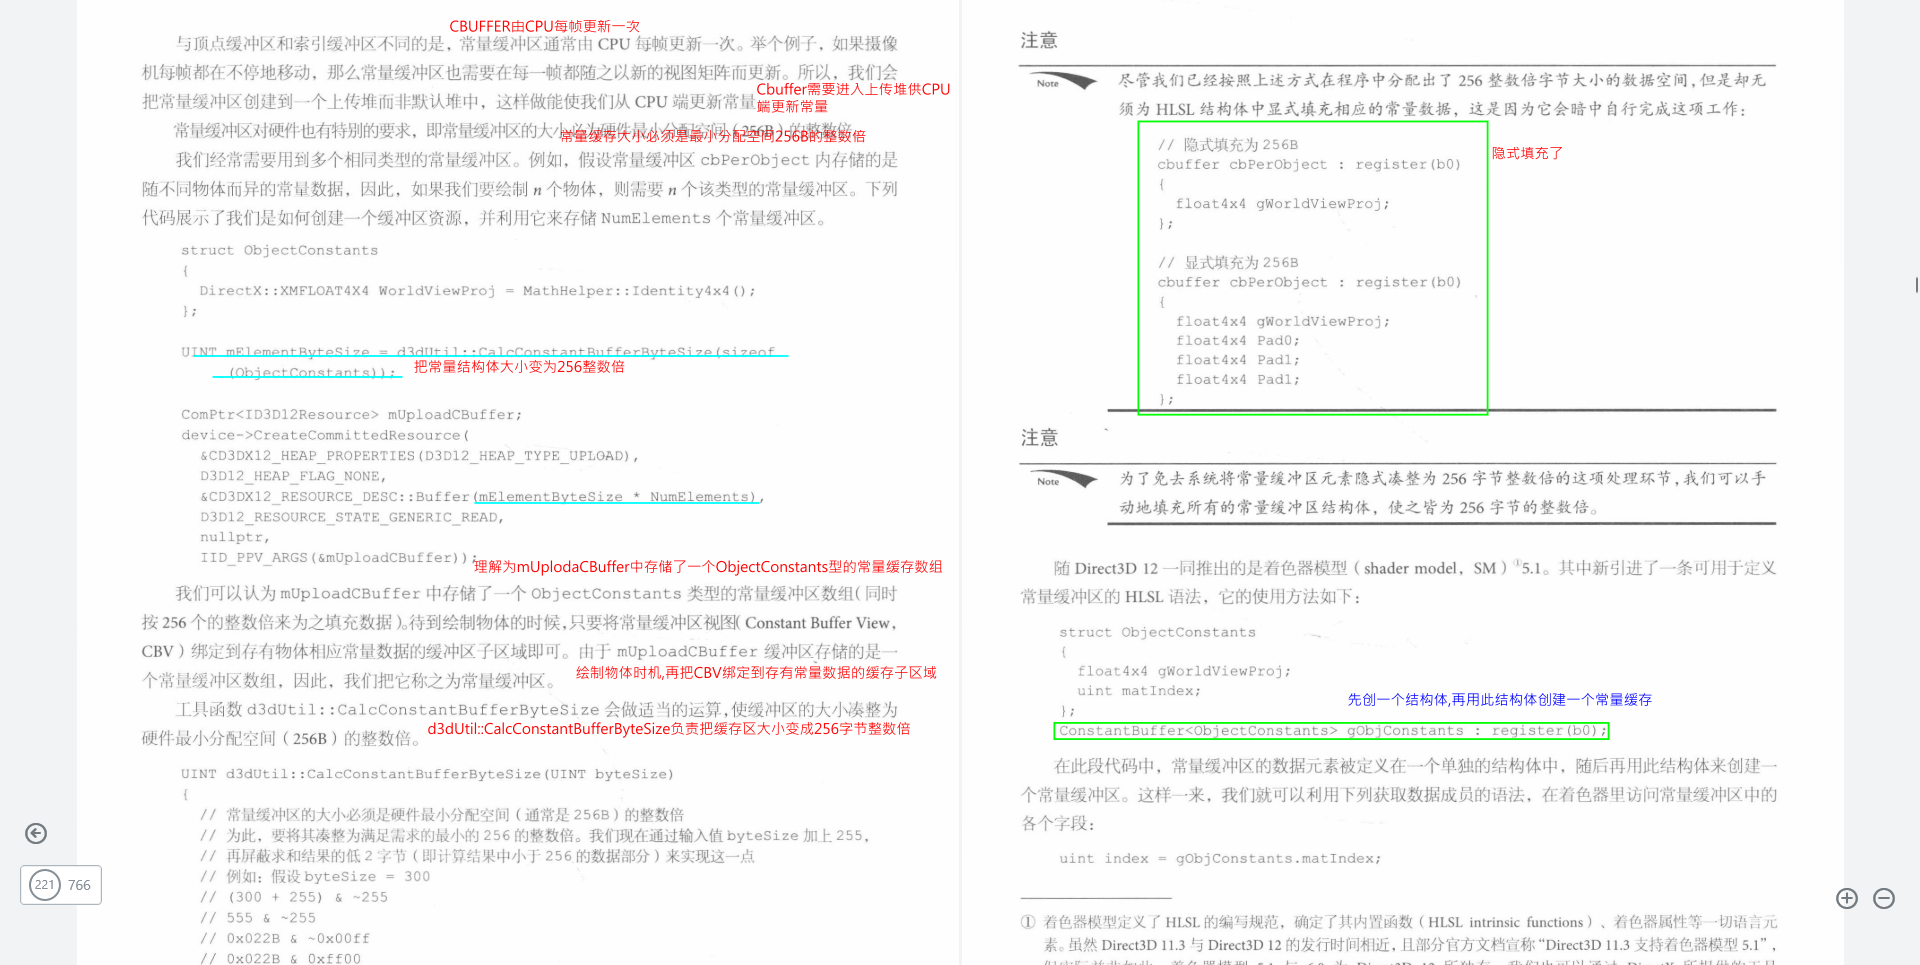 CBUFFER由CPU每帧更新一次
与顶点缓冲区和索引缓冲区不同的是，常量缓冲区通常由 CPU 每帧更新一次。举个例子，如果摄像
机每帧都在不停地移动，那么常量缓冲区也需要在每一帧都随之以新的视图矩阵而更新。所以，我们会
把常量缓冲区创建到一个上传堆而非默认堆中，这样做能使我们从 CPU 端更新常量
Cbuffer需要进入上传堆供CPU
端更新常量
常量缓冲区对硬件也有特别的要求，即常量缓冲区的大小必为硬件最小分配空间（256B）的整数倍
常量缓存大小必须是最小分配空间256B的整数倍
我们经常需要用到多个相同类型的常量缓冲区。例如，假设常量缓冲区 cbPerObject 内存储的是
随不同物体而异的常量数据，因此，如果我们要绘制 n 个物体，则需要 n 个该类型的常量缓冲区。下列
代码展示了我们是如何创建一个缓冲区资源，并利用它来存储 NumElements 个常量缓冲区。
struct ObjectConstants
{
DirectX::XMFLOAT4X4 WorldViewProj = MathHelper::Identity4x4();
};
UINT mElementByteSize = d3dUtil::CalcConstantBufferByteSize(sizeof
(ObjectConstants));
把常量结构体大小变为256整数倍
ComPtr<ID3D12Resource> mUploadCBuffer;
device->CreateCommittedResource(
&CD3DX12_HEAP_PROPERTIES(D3D12_HEAP_TYPE_UPLOAD),
D3D12_HEAP_FLAG_NONE,
&CD3DX12_RESOURCE_DESC::Buffer(mElementByteSize * NumElements),
D3D12_RESOURCE_STATE_GENERIC_READ,
nullptr,
IID_PPV_ARGS(&mUploadCBuffer));
理解为mUplodaCBuffer中存储了一个ObjectConstants型的常量缓存数组
我们可以认为 mUploadCBuffer 中存储了一个 ObjectConstants 类型的常量缓冲区数组（同时
按 256 个的整数倍来为之填充数据）。待到绘制物体的时候，只要将常量缓冲区视图（Constant Buffer View，
CBV）绑定到存有物体相应常量数据的缓冲区子区域即可。由于 mUploadCBuffer 缓冲区存储的是一
个常量缓冲区数组，因此，我们把它称之为常量缓冲区。
绘制物体时机,再把CBV绑定到存有常量数据的缓存子区域
工具函数 d3dUtil::CalcConstantBufferByteSize 会做适当的运算，使缓冲区的大小凑整为
硬件最小分配空间（256B）的整数倍。
d3dUtil::CalcConstantBufferByteSize负责把缓存区大小变成256字节整数倍
UINT d3dUtil::CalcConstantBufferByteSize(UINT byteSize)
{
// 常量缓冲区的大小必须是硬件最小分配空间（通常是 256B）的整数倍
// 为此，要将其凑整为满足需求的最小的 256 的整数倍。我们现在通过输入值 byteSize 加上 255，
// 再屏蔽求和结果的低 2 字节（即计算结果中小于 256 的数据部分）来实现这一点
// 例如：假设 byteSize = 300
// (300 + 255) & ~255
// 555 & ~255
// 0x022B & ~0x00ff
// 0x022B & 0xff00
221 766
注意
Note
尽管我们已经按照上述方式在程序中分配出了 256 整数倍字节大小的数据空间，但是却无
须为 HLSL 结构体中显式填充相应的常量数据，这是因为它会暗中自行完成这项工作：
// 隐式填充为 256B
隐式填充了
cbuffer cbPerObject : register(b0)
{
float4x4 gWorldViewProj;
};
// 显式填充为 256B
cbuffer cbPerObject : register(b0)
{
float4x4 gWorldViewProj;
float4x4 Pad0;
float4x4 Pad1;
float4x4 Pad1;
};
注意
Note
为了免去系统将常量缓冲区元素隐式凑整为 256 字节整数倍的这项处理环节，我们可以手
动地填充所有的常量缓冲区结构体，使之皆为 256 字节的整数倍。
随 Direct3D 12 一同推出的是着色器模型（shader model，SM）①5.1。其中新引进了一条可用于定义
常量缓冲区的 HLSL 语法，它的使用方法如下：
struct ObjectConstants
{
float4x4 gWorldViewProj;
uint matIndex;
};
先创一个结构体,再用此结构体创建一个常量缓存
ConstantBuffer<ObjectConstants> gObjConstants : register(b0);
在此段代码中，常量缓冲区的数据元素被定义在一个单独的结构体中，随后再用此结构体来创建一
个常量缓冲区。这样一来，我们就可以利用下列获取数据成员的语法，在着色器里访问常量缓冲区中的
各个字段：
uint index = gObjConstants.matIndex;
① 着色器模型定义了 HLSL 的编写规范，确定了其内置函数（HLSL intrinsic functions）、着色器属性等一切语言元
素。虽然 Direct3D 11.3 与 Direct3D 12 的发行时间相近，且部分官方文档宣称“Direct3D 11.3 支持着色器模型 5.1”，